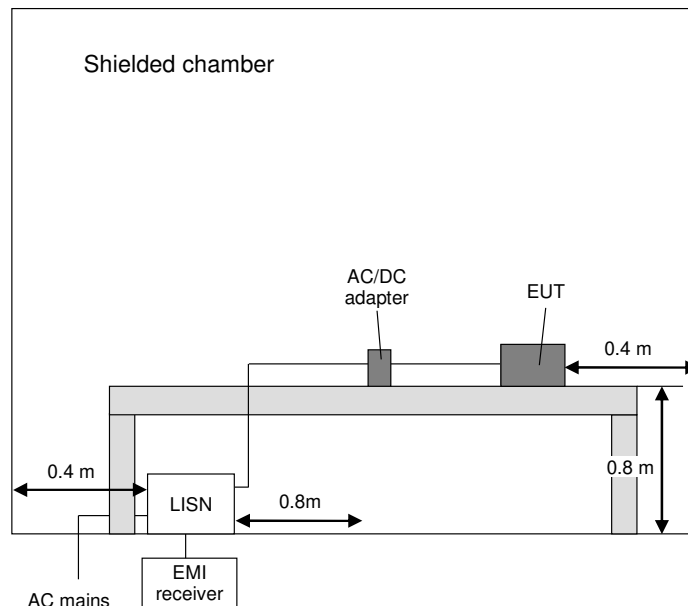 Shielded chamber
AC/DC
adapter
EUT
0.4 m
0.4 m
0.8 m
LISN
0.8m
EMI
receiver
AC mains